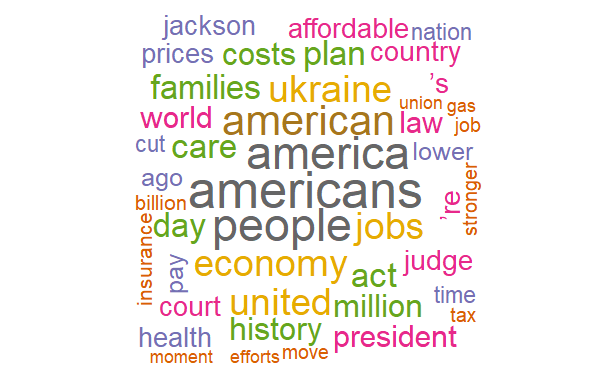 jackson affordable nation
prices costs plan country
families ukraine 's
union gas
world american law job
cut care america lower
ago americans stronger
billion people 're
insurance day jobs
pay economy act judge
court united million time
tax
health history president
moment efforts move